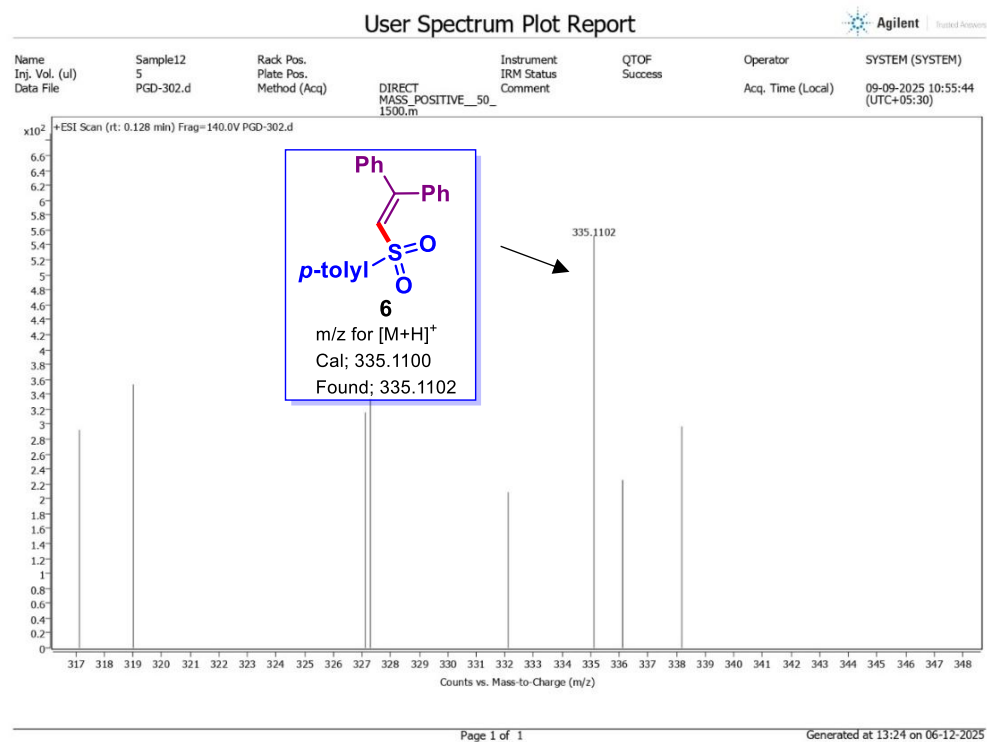 User Spectrum Plot Report
Agilent Trusted Answers
Name Sample12 Rack Pos. Instrument QTOF Operator SYSTEM (SYSTEM)
Inj. Vol. (ul) 5 Plate Pos. IRM Status Success
Data File PGD-302.d Method (Acq) DIRECT Comment Acq. Time (Local) 09-09-2025 10:55:44
MASS_POSITIVE__50_ (UTC+05:30)
1500.m
x10² +ESI Scan (rt: 0.128 min) Frag=140.0V PGD-302.d
6.6
6.4
6.2
6
5.8
5.6
5.4
5.2
5
4.8
4.6
4.4
4.2
4
3.8
3.6
3.4
3.2
3
2.8
2.6
2.4
2.2
2
1.8
1.6
1.4
1.2
1
0.8
0.6
0.4
0.2
0
Ph
Ph
S
O
p-tolyl
O
6
m/z for [M+H]⁺
Cal; 335.1100
Found; 335.1102
335.1102
317 318 319 320 321 322 323 324 325 326 327 328 329 330 331 332 333 334 335 336 337 338 339 340 341 342 343 344 345 346 347 348
Counts vs. Mass-to-Charge (m/z)
Page 1 of 1
Generated at 13:24 on 06-12-2025